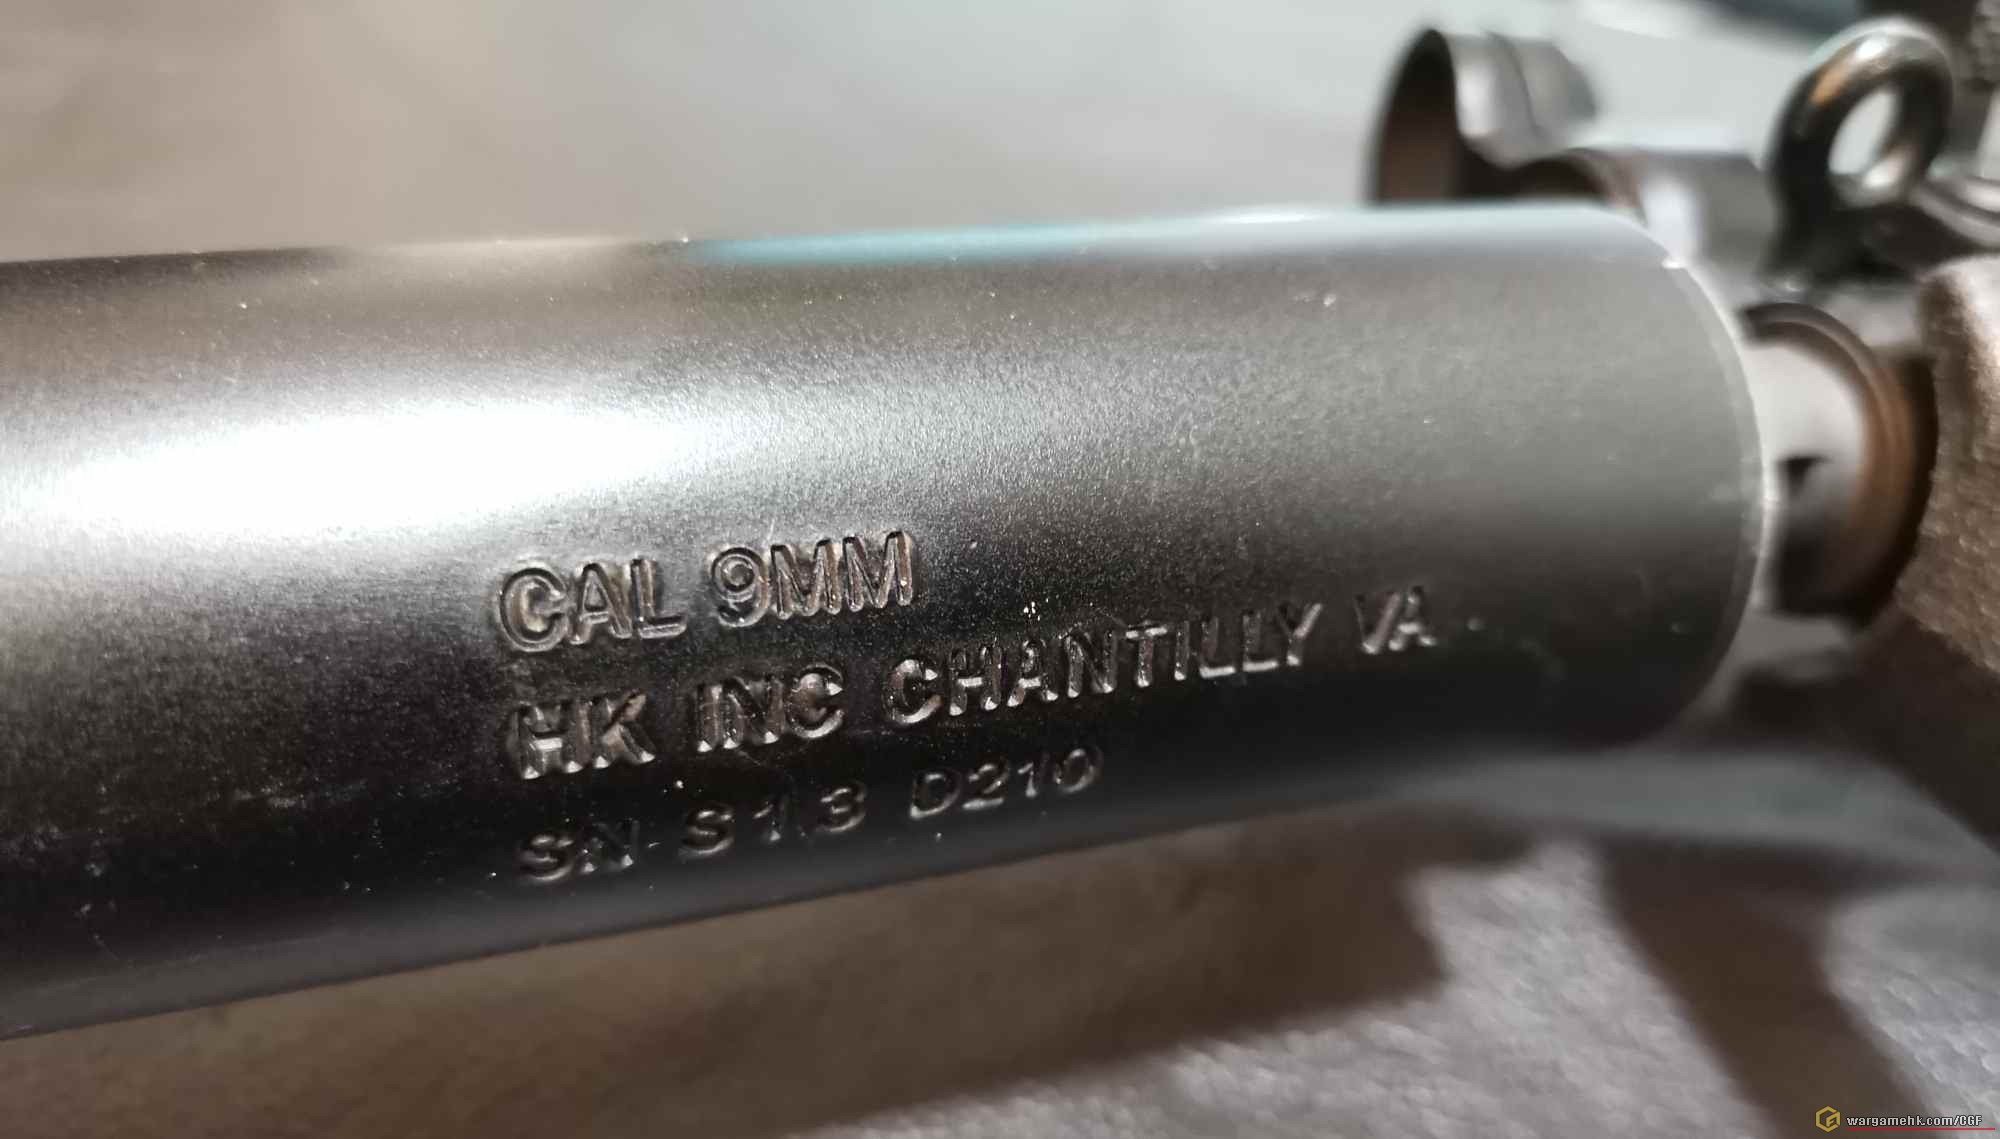 CAL 9MM
HK INC CHANTILLY VA
SN S13 D210
wargamehk.com/CGF